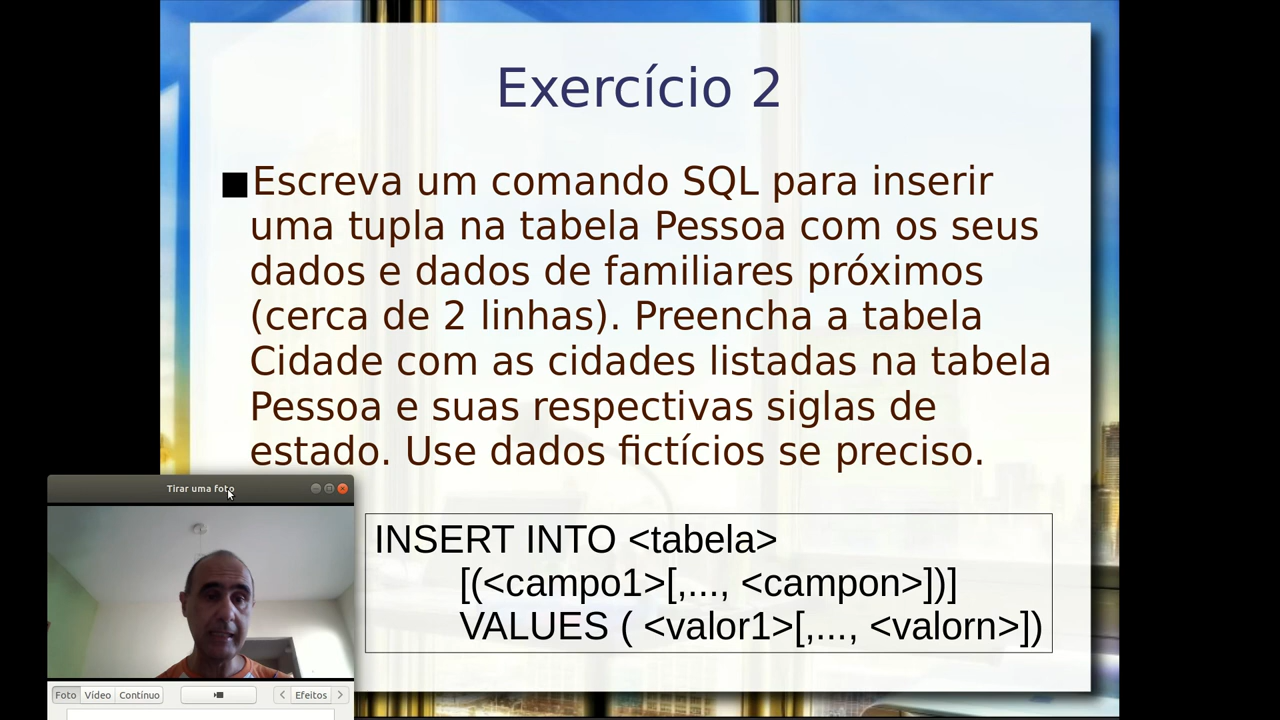 Exercício 2
Escreva um comando SQL para inserir
uma tupla na tabela Pessoa com os seus
dados e dados de familiares próximos
(cerca de 2 linhas). Preencha a tabela
Cidade com as cidades listadas na tabela
Pessoa e suas respectivas siglas de
estado. Use dados fictícios se preciso.
INSERT INTO <tabela>
[(<campo1>[,..., <campon>])]
VALUES ( <valor1>[,..., <valorn>])
Tirar uma foto
Foto Vídeo Contínuo Efeitos